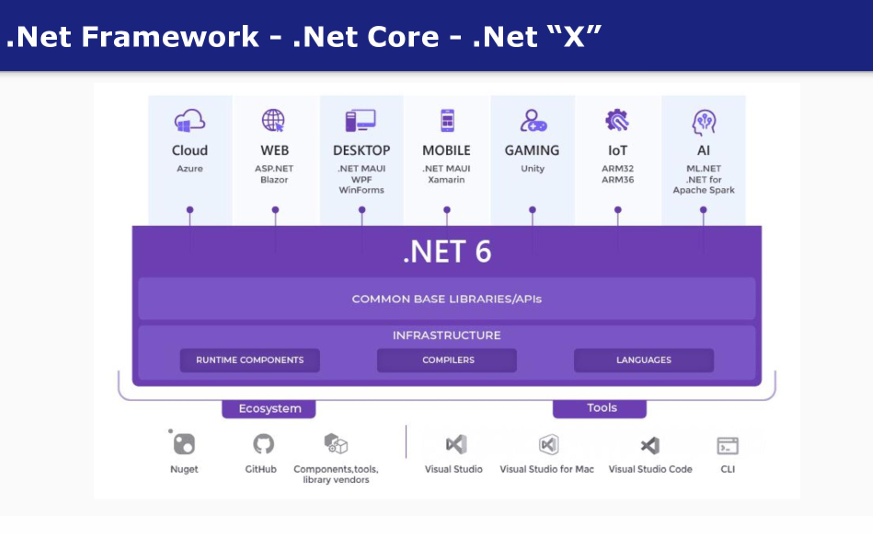 .Net Framework - .Net Core - .Net “X”
Cloud
Azure
WEB
ASP.NET
Blazor
DESKTOP
.NET MAUI
WPF
WinForms
MOBILE
.NET MAUI
Xamarin
GAMING
Unity
IoT
ARM32
ARM36
AI
ML.NET
.NET for
Apache Spark
.NET 6
COMMON BASE LIBRARIES/APIs
INFRASTRUCTURE
RUNTIME COMPONENTS
COMPILERS
LANGUAGES
Ecosystem
Tools
Nuget
GitHub
Components,tools,
library vendors
Visual Studio
Visual Studio for Mac
Visual Studio Code
CLI